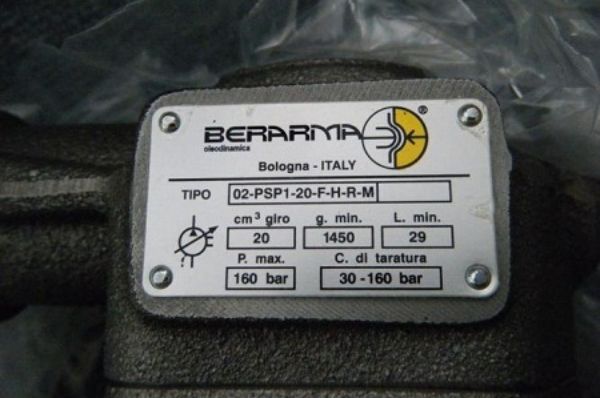 BERARMA ®
oleodinamica
Bologna - ITALY
TIPO 02-PSP1-20-F-H-R-M
cm³ giro g. min. L. min.
20 1450 29
P. max. C. di taratura
160 bar 30-160 bar